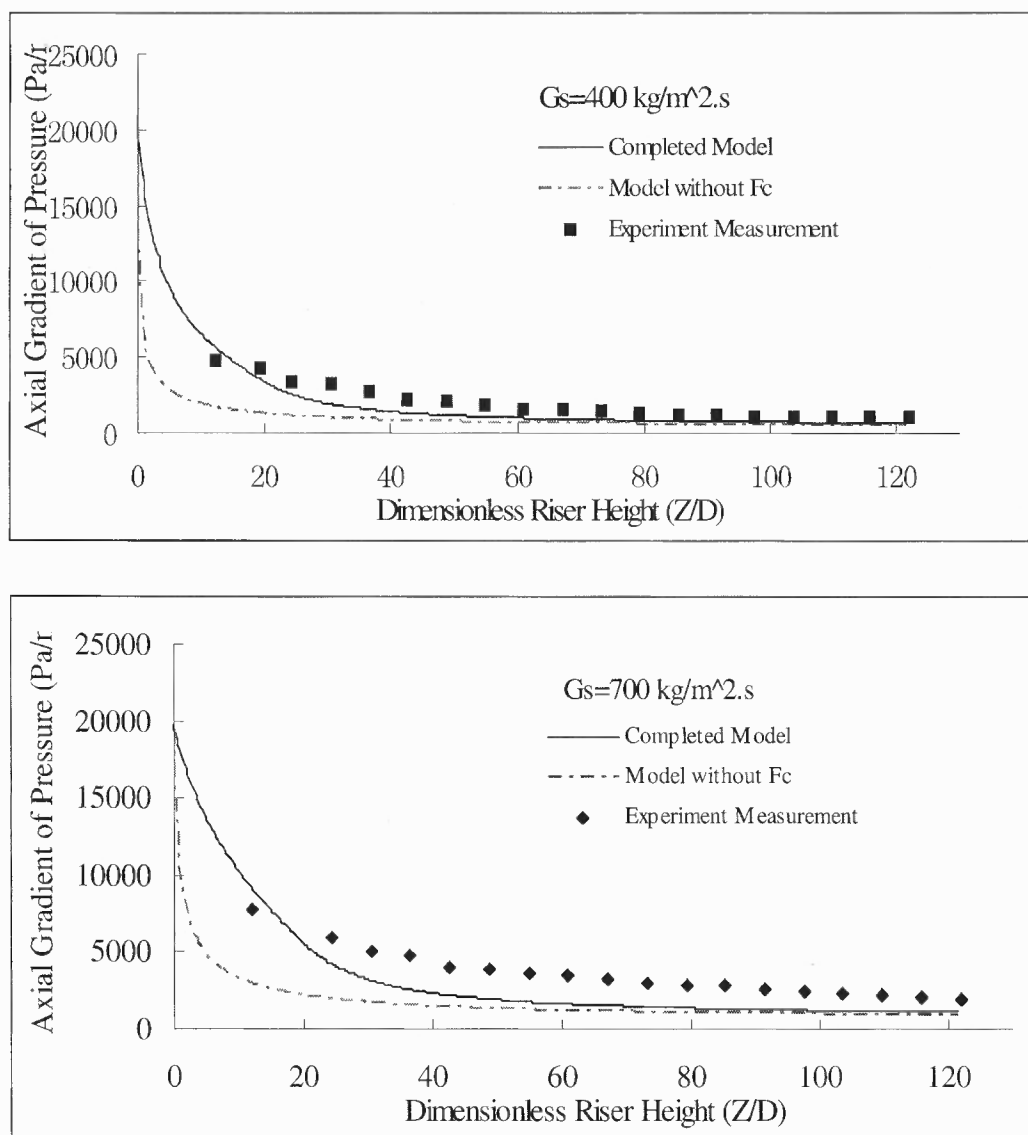 Axial Gradient of Pressure (Pa/r
25000
20000
15000
10000
5000
0
Gs=400 kg/m^2.s
Completed Model
Model without Fc
Experiment Measurement
0 20 40 60 80 100 120
Dimensionless Riser Height (Z/D)
Axial Gradient of Pressure (Pa/r
25000
20000
15000
10000
5000
0
Gs=700 kg/m^2.s
Completed Model
Model without Fc
Experiment Measurement
0 20 40 60 80 100 120
Dimensionless Riser Height (Z/D)